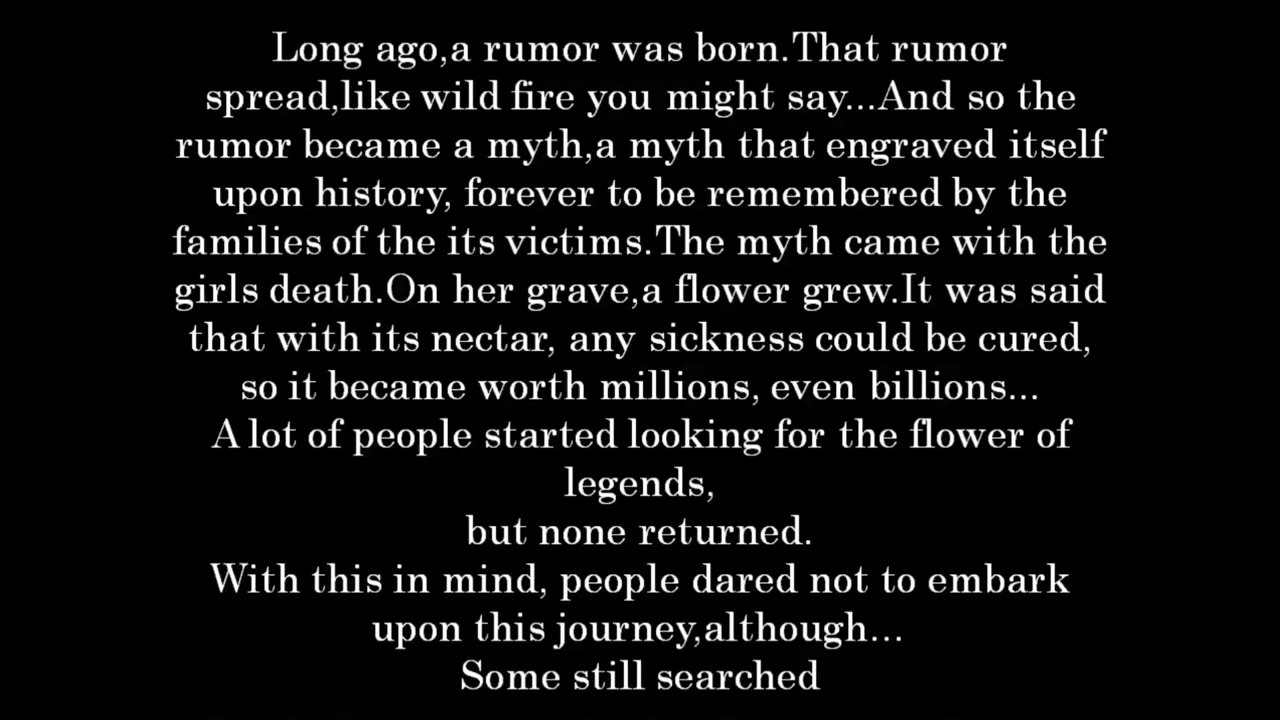 Long ago,a rumor was born.That rumor
spread,like wild fire you might say...And so the
rumor became a myth,a myth that engraved itself
upon history, forever to be remembered by the
families of the its victims.The myth came with the
girls death.On her grave,a flower grew.It was said
that with its nectar, any sickness could be cured,
so it became worth millions, even billions...
A lot of people started looking for the flower of
legends,
but none returned.
With this in mind, people dared not to embark
upon this journey,although...
Some still searched